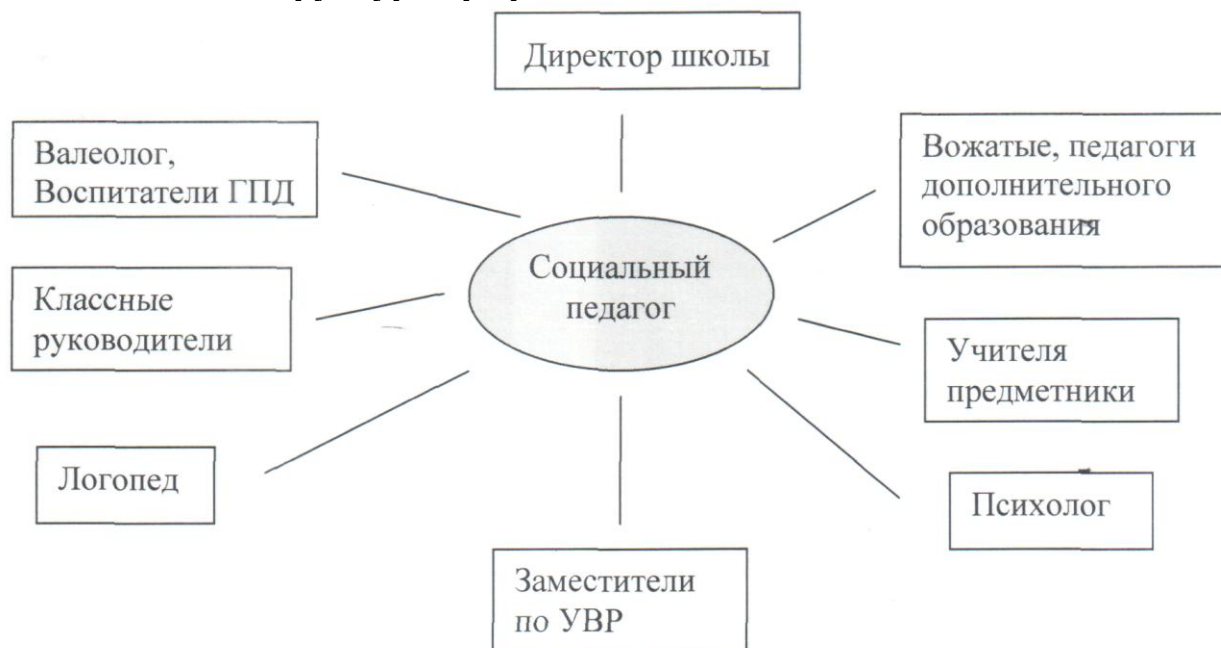 Директор школы
Валеолог,
Воспитатели ГПД
Вожатые, педагоги
дополнительного
образования
Социальный
педагог
Классные
руководители
Учителя
предметники
Логопед
Психолог
Заместители
по УВР